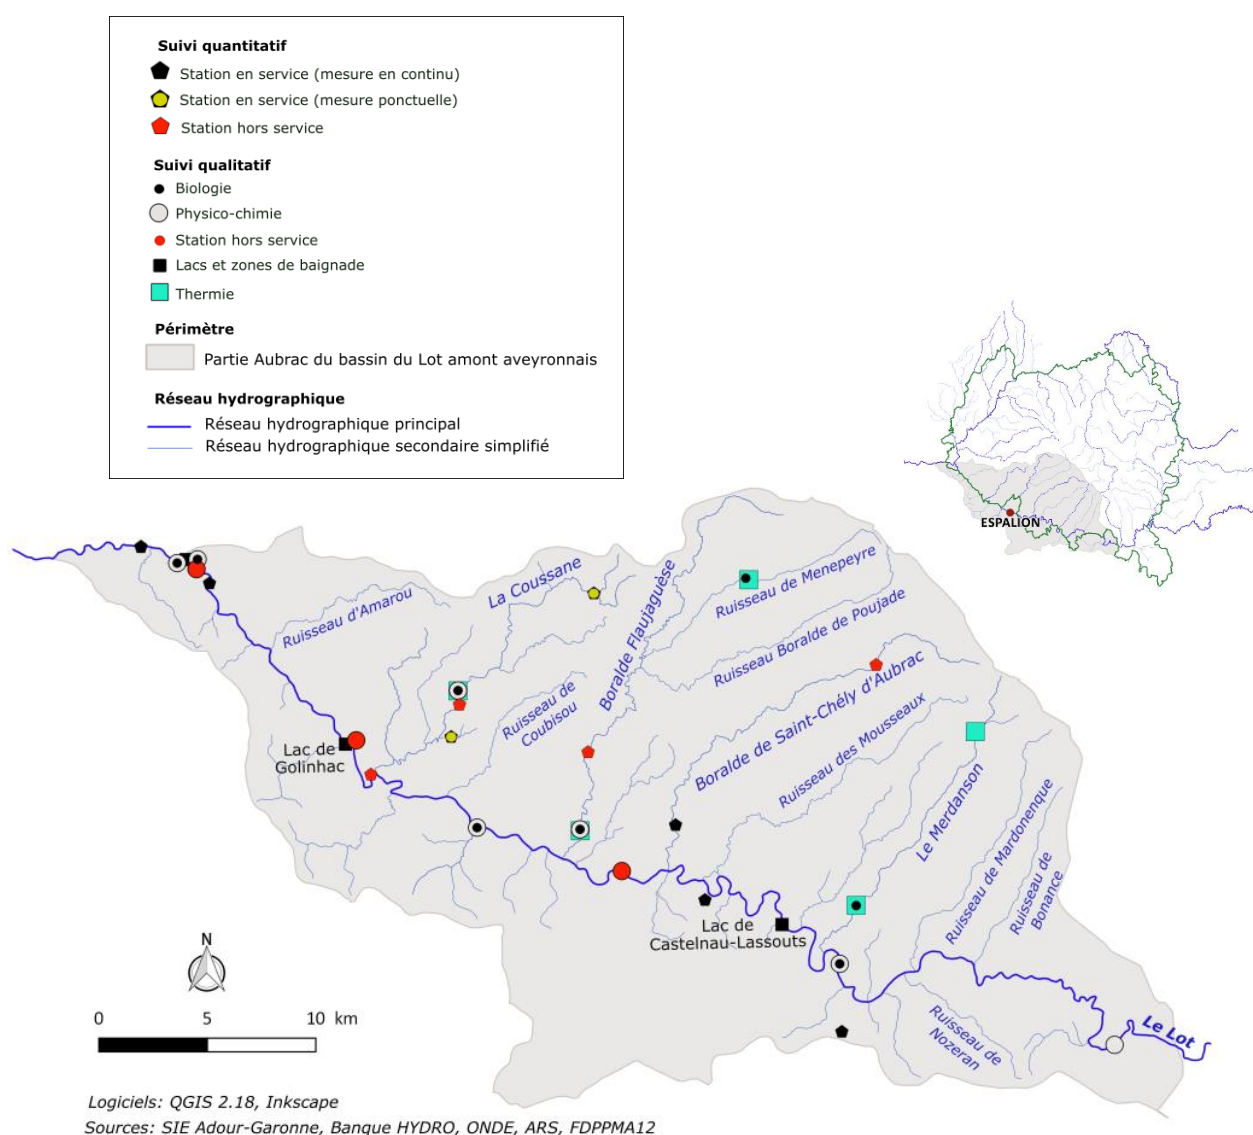 Suivi quantitatif
Station en service (mesure en continu)
Station en service (mesure ponctuelle)
Station hors service
Suivi qualitatif
Biologie
Physico-chimie
Station hors service
Lacs et zones de baignade
Thermie
Périmètre
Partie Aubrac du bassin du Lot amont aveyronnais
Réseau hydrographique
Réseau hydrographique principal
Réseau hydrographique secondaire simplifié
ESPALION
Ruisseau d'Amarou
La Coussane
Boralde Flaujaguèse
Ruisseau de Menepeyre
Ruisseau Boralde de Poujade
Ruisseau de
Coubisou
Boralde de Saint-Chély d'Aubrac
Ruisseau des Mousseaux
Le Merdanson
Ruisseau de Mardonenque
Ruisseau de
Bonance
Lac de
Golinhac
Lac de
Castelnau-Lassouts
Ruisseau de
Nozeran
Le Lot
N
0 5 10 km
Logiciels: QGIS 2.18, Inkscape
Sources: SIE Adour-Garonne, Banque HYDRO, ONDE, ARS, FDPPMA12